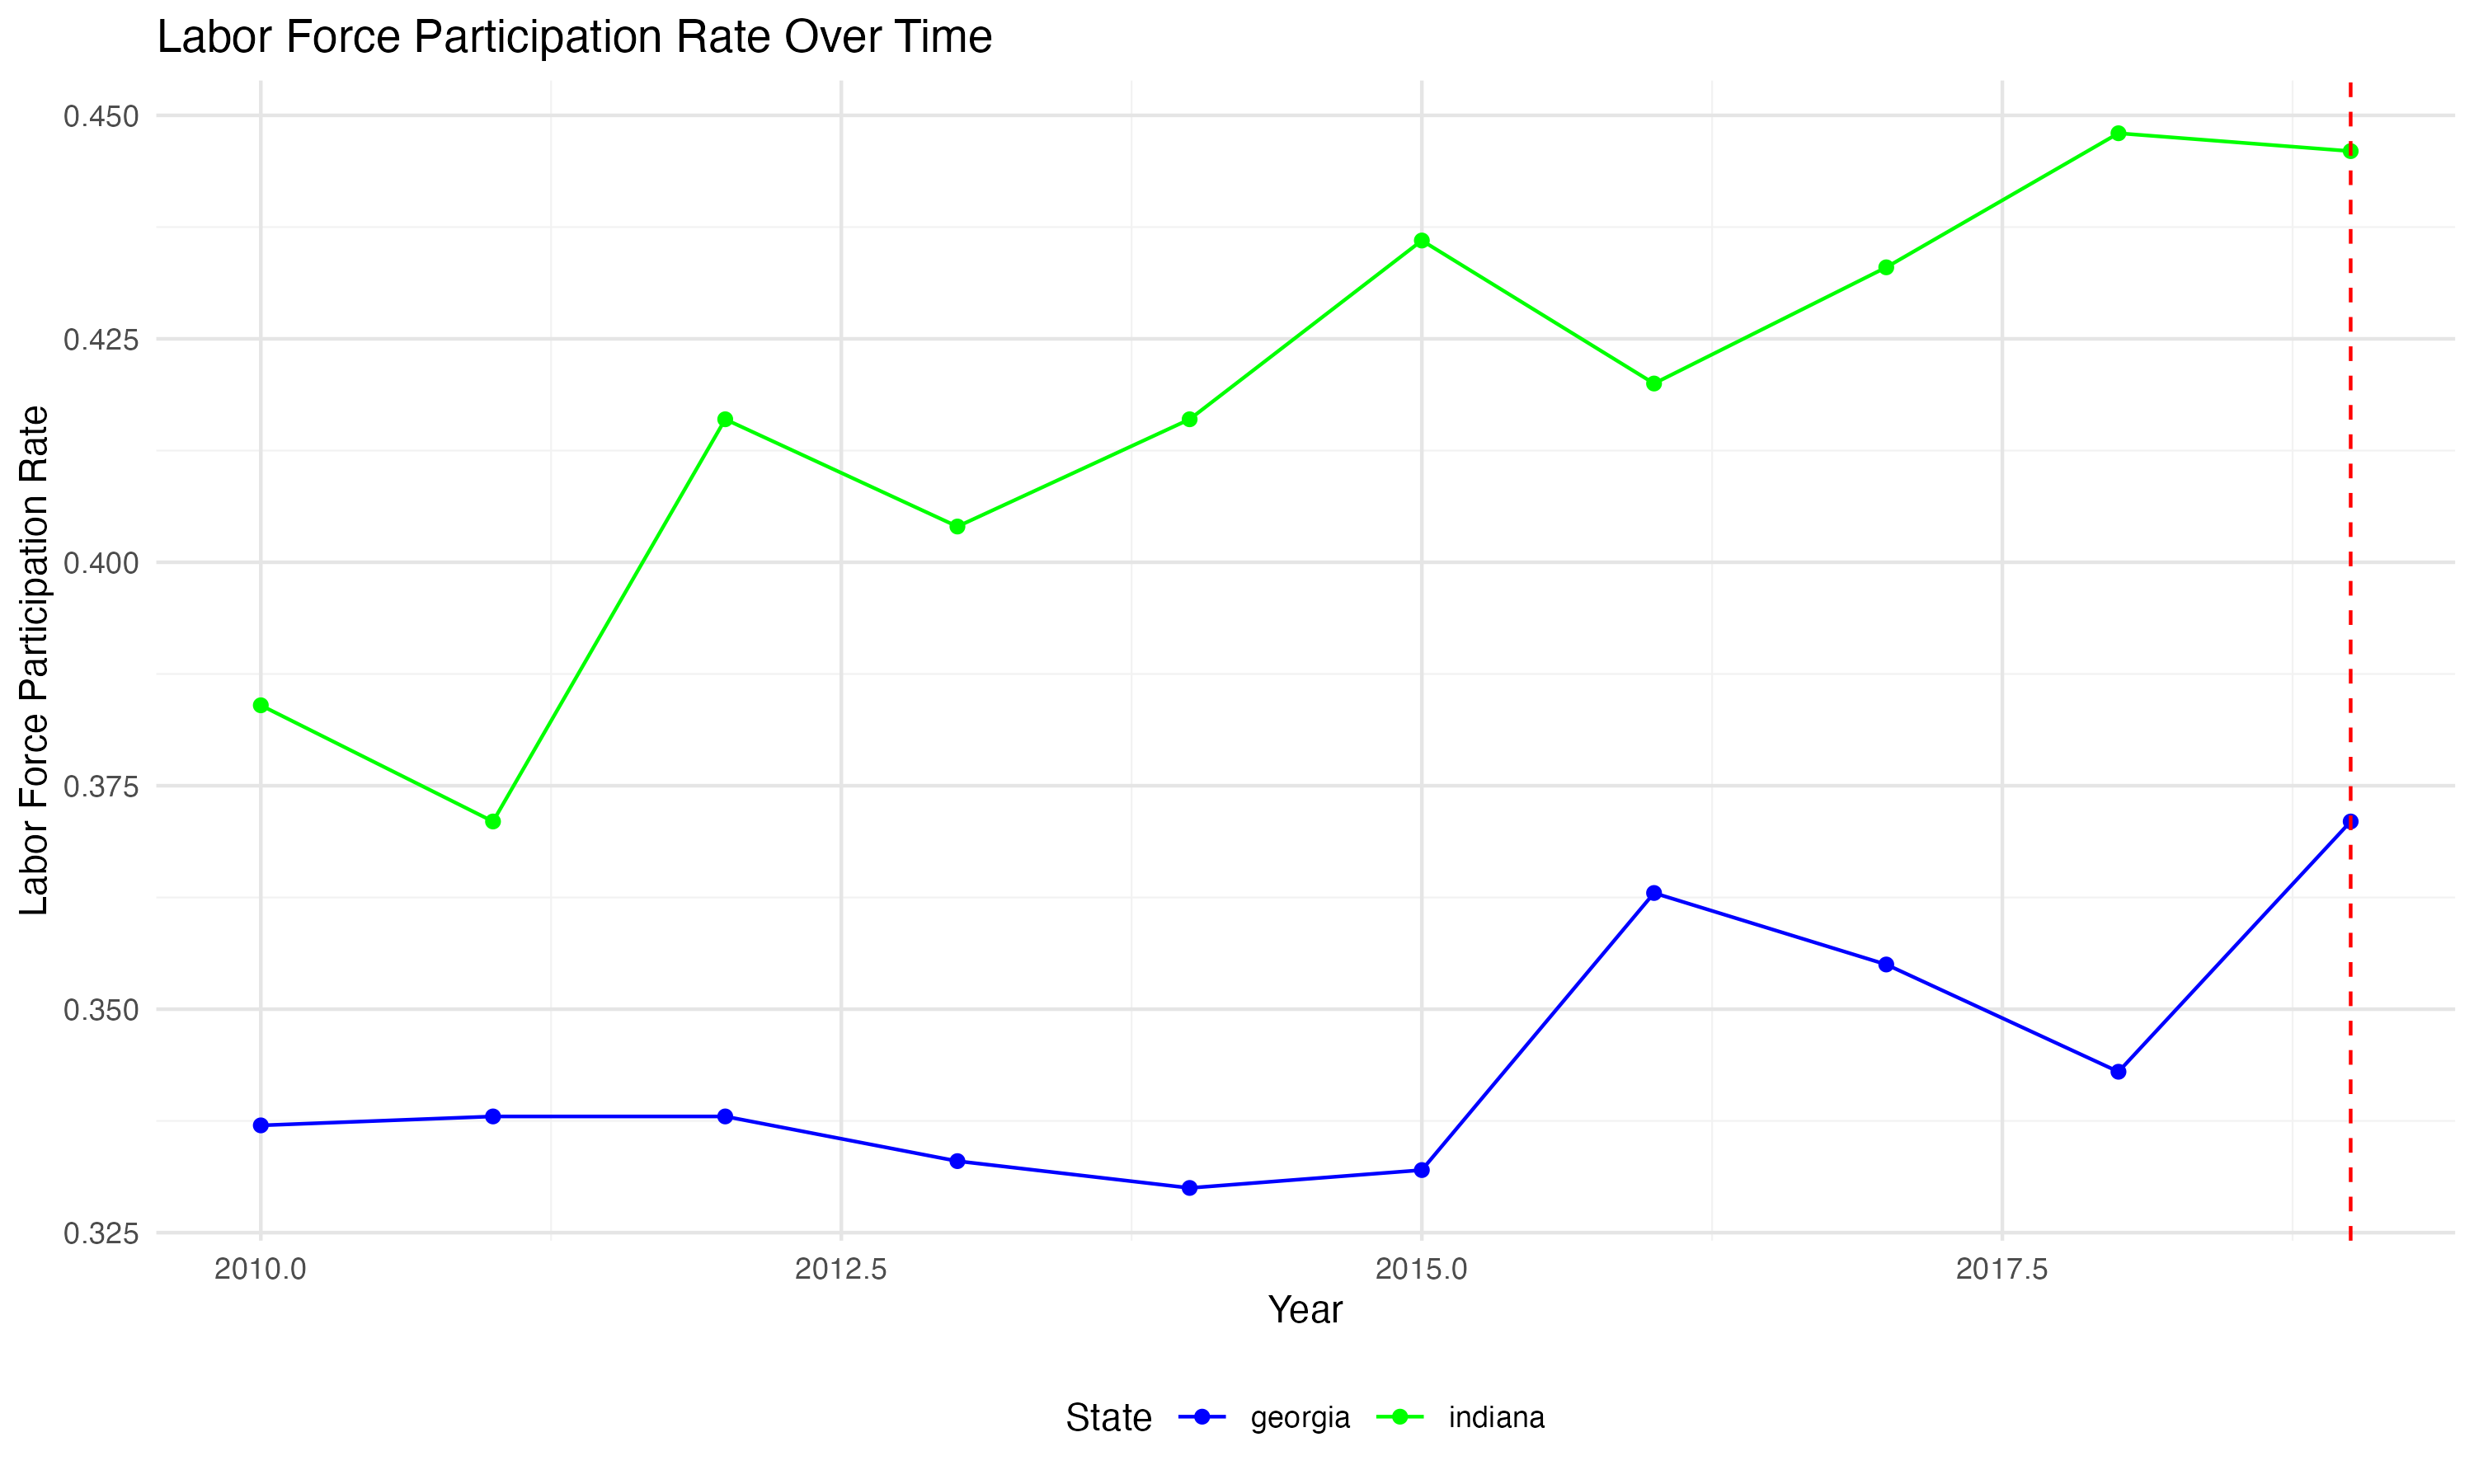 Labor Force Participation Rate Over Time
Labor Force Participation Rate
0.450
0.425
0.400
0.375
0.350
0.325
2010.0 2012.5 2015.0 2017.5
Year
State georgia indiana